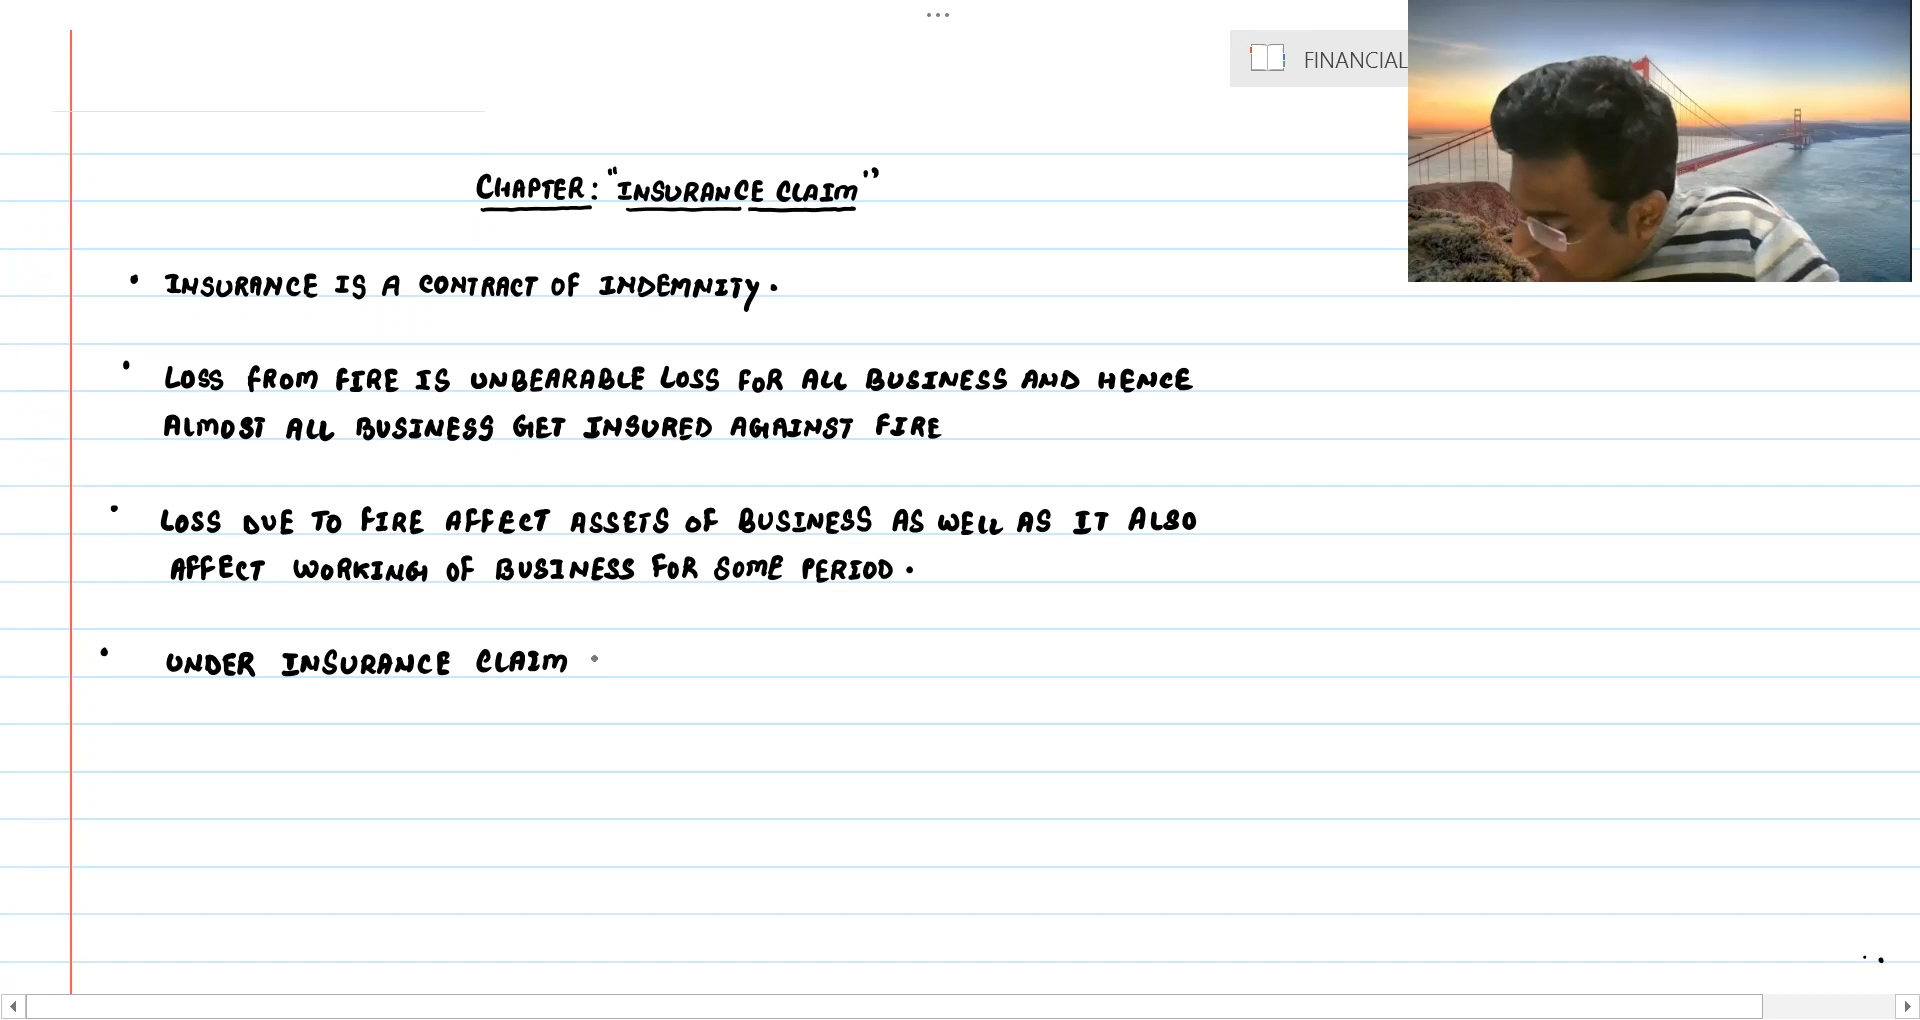 FINANCIAL
CHAPTER: "INSURANCE CLAIM"
• INSURANCE IS A CONTRACT OF INDEMNITY.
• LOSS FROM FIRE IS UNBEARABLE LOSS FOR ALL BUSINESS AND HENCE
ALMOST ALL BUSINESS GET INSURED AGAINST FIRE
• LOSS DUE TO FIRE AFFECT ASSETS OF BUSINESS AS WELL AS IT ALSO
AFFECT WORKING OF BUSINESS FOR SOME PERIOD.
• UNDER INSURANCE CLAIM